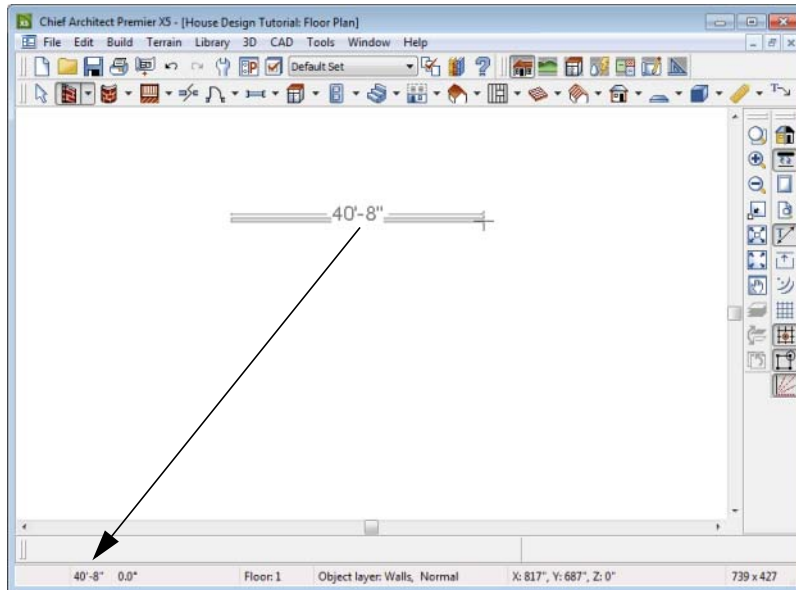 Chief Architect Premier X5 - [House Design Tutorial: Floor Plan]
File Edit Build Terrain Library 3D CAD Tools Window Help
Default Set
40'-8"
40'-8" 0.0° Floor: 1 Object layer: Walls, Normal X: 817", Y: 687", Z: 0" 739 x 427